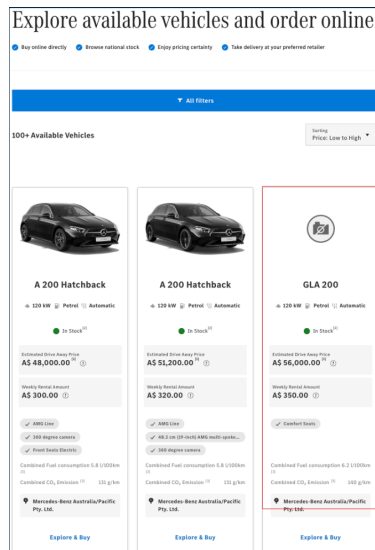 Explore available vehicles and order online
Buy online directly Browse national stock Enjoy pricing certainty Take delivery at your preferred retailer
All filters
100+ Available Vehicles
Sorting
Price: Low to High
A 200 Hatchback
120 kW Petrol Automatic
In Stock
Estimated Drive Away Price
A$ 48,000.00
Weekly Rental Amount
A$ 300.00
AMG Line
360 degree camera
Front Seats Electric
Combined Fuel consumption 5.8 l/100km
Combined CO₂ Emission 131 g/km
Mercedes-Benz Australia/Pacific
Pty. Ltd.
Explore & Buy
A 200 Hatchback
120 kW Petrol Automatic
In Stock
Estimated Drive Away Price
A$ 51,200.00
Weekly Rental Amount
A$ 320.00
AMG Line
48.3 cm (19-inch) AMG multi-spoke...
360 degree camera
Combined Fuel consumption 5.8 l/100km
Combined CO₂ Emission 131 g/km
Mercedes-Benz Australia/Pacific
Pty. Ltd.
Explore & Buy
GLA 200
120 kW Petrol Automatic
In Stock
Estimated Drive Away Price
A$ 56,000.00
Weekly Rental Amount
A$ 350.00
Comfort Seats
Combined Fuel consumption 6.2 l/100km
Combined CO₂ Emission 140 g/km
Mercedes-Benz Australia/Pacific
Pty. Ltd.
Explore & Buy